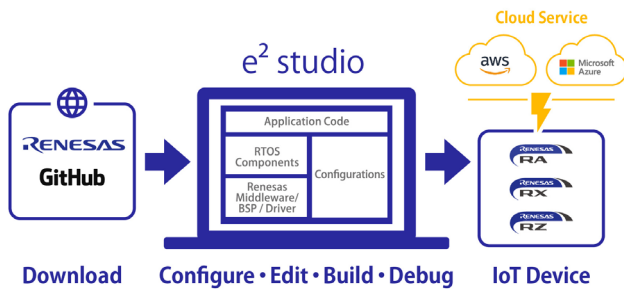 Cloud Service
aws
Microsoft
Azure
e² studio
RENESAS
GitHub
Application Code
RTOS
Components
Configurations
Renesas
Middleware/
BSP / Driver
RENESAS
RA
RENESAS
RX
RENESAS
RZ
Download
Configure • Edit • Build • Debug
IoT Device